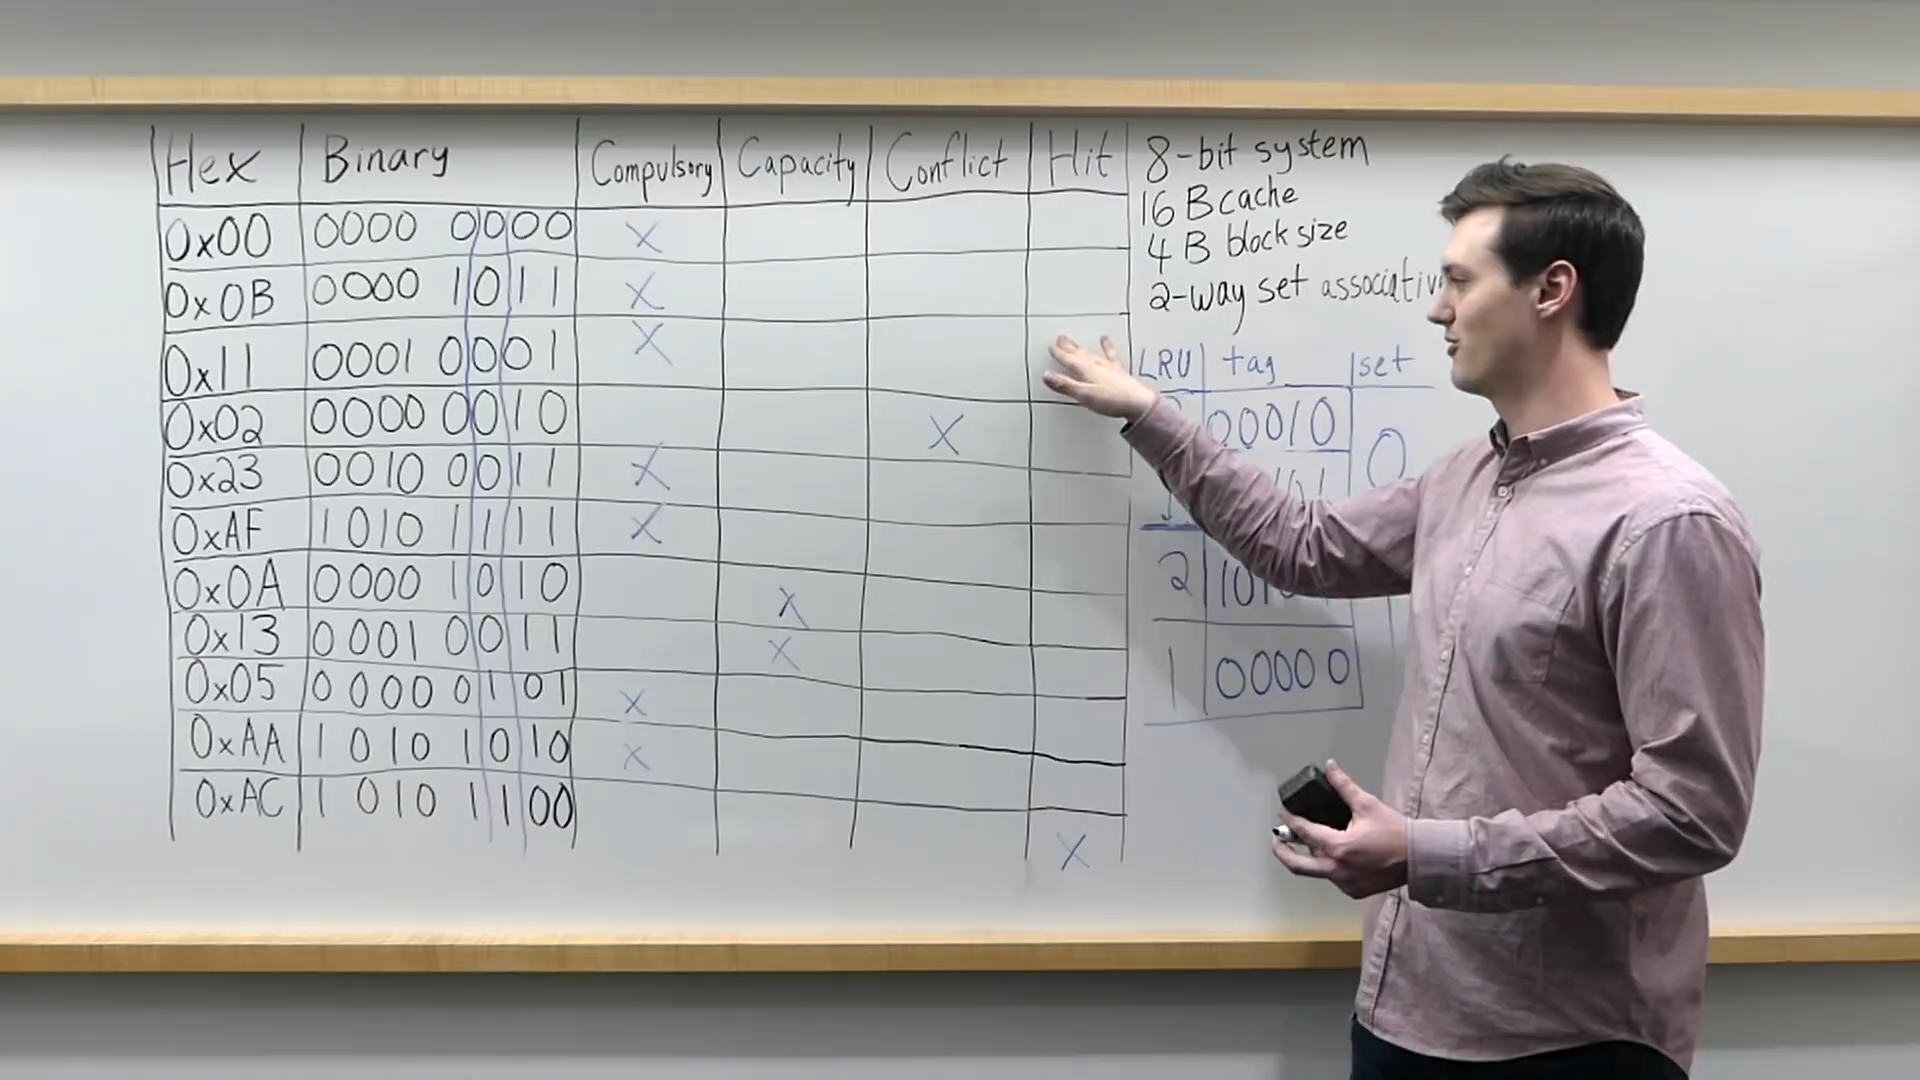 Hex Binary Compulsory Capacity Conflict Hit
0x00 0000 0000 X
0x0B 0000 1011 X
0x11 0001 0001 X
0x02 0000 0010 X
0x23 0010 0011 X
0xAF 1010 1111 X
0x0A 0000 1010 X
0x13 0001 0011 X
0x05 0000 0101 X
0xAA 1010 1010 X
0xAC 1010 1100
X
8-bit system
16 B cache
4 B block size
2-way set associativ
LRU tag set
00010 0
2
1 00000